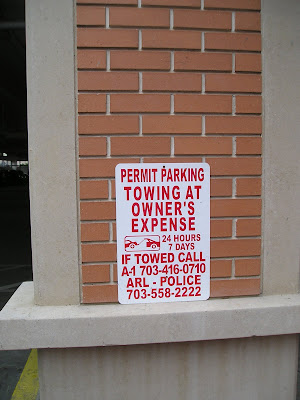 PERMIT PARKING
TOWING AT
OWNER'S
EXPENSE
24 HOURS
7 DAYS
IF TOWED CALL
A-1 703-416-0710
ARL - POLICE
703-558-2222